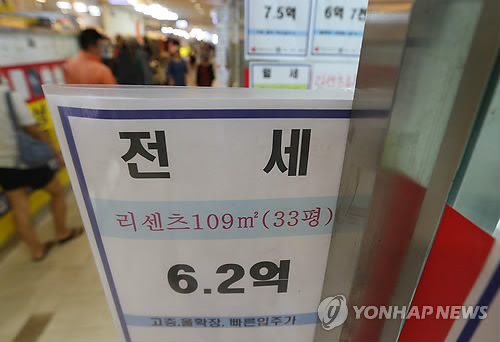 7.5억
6억 7천
월 세
전 세
리센츠109㎡(33평)
6.2억
고층,올확장, 빠른입주가
YONHAP NEWS